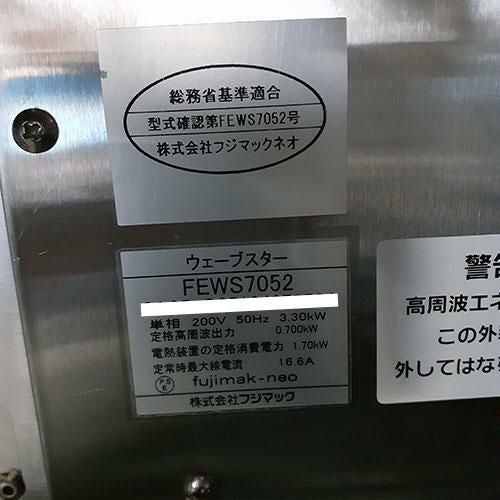 総務省基準適合
型式確認第FEWS7052号
株式会社フジマックネオ
ウェーブスター
FEWS7052
単相 200V 50Hz 3.30kW
定格高周波出力 0.700kW
電熱装置の定格消費電力 1.70kW
定常時最大線電流 16.6A
PSE fujimak-neo
株式会社フジマック
警告
高周波エネ
この外
外してはな